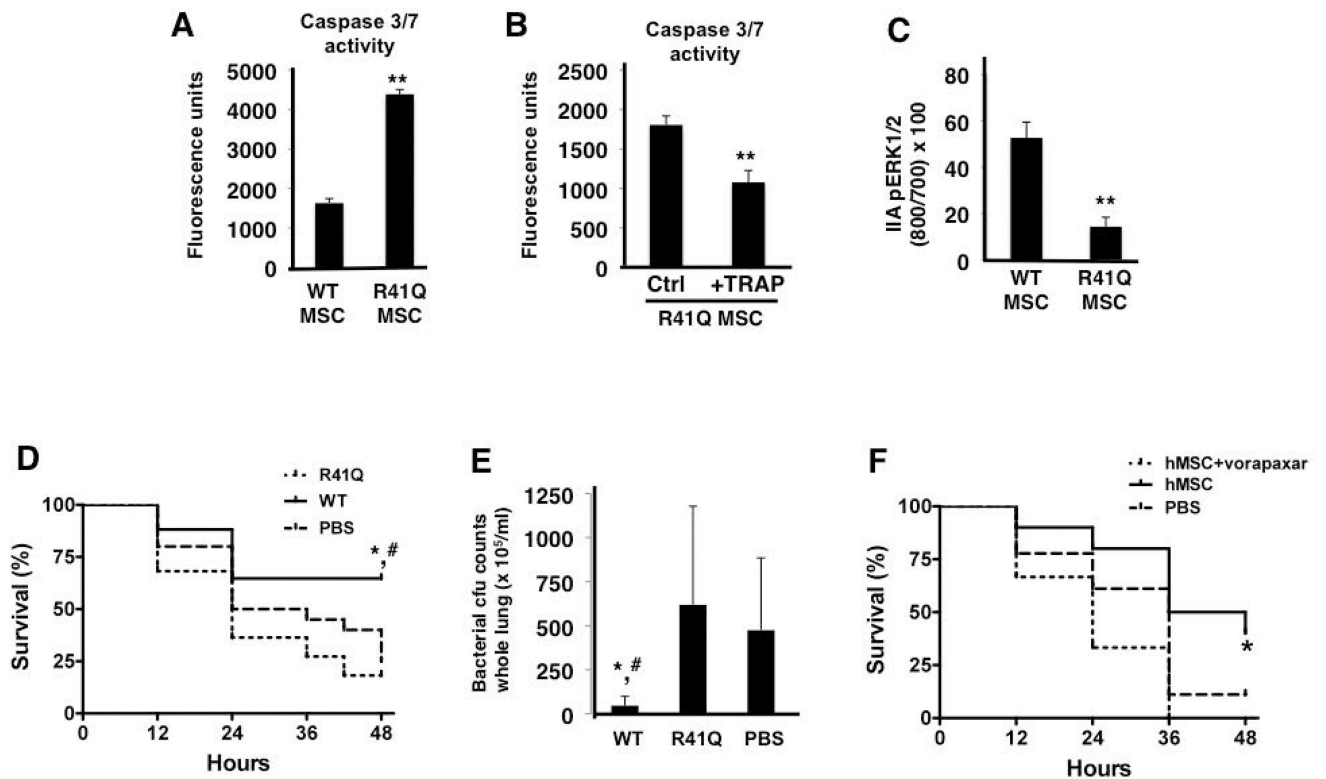 A
Caspase 3/7
activity
Fluorescence units
5000
4000
3000
2000
1000
0
**
WT
MSC
R41Q
MSC
B
Caspase 3/7
activity
Fluorescence units
2500
2000
1500
1000
500
0
**
Ctrl
+TRAP
R41Q MSC
C
IIA pERK1/2
(800/700) x 100
80
60
40
20
0
**
WT
MSC
R41Q
MSC
D
R41Q
WT
PBS
Survival (%)
100
75
50
25
0
*,#
0 12 24 36 48
Hours
E
Bacterial cfu counts
whole lung (x 10⁵/ml)
1250
1000
750
500
250
0
*,#
WT R41Q PBS
F
hMSC+vorapaxar
hMSC
PBS
Survival (%)
100
75
50
25
0
*
0 12 24 36 48
Hours